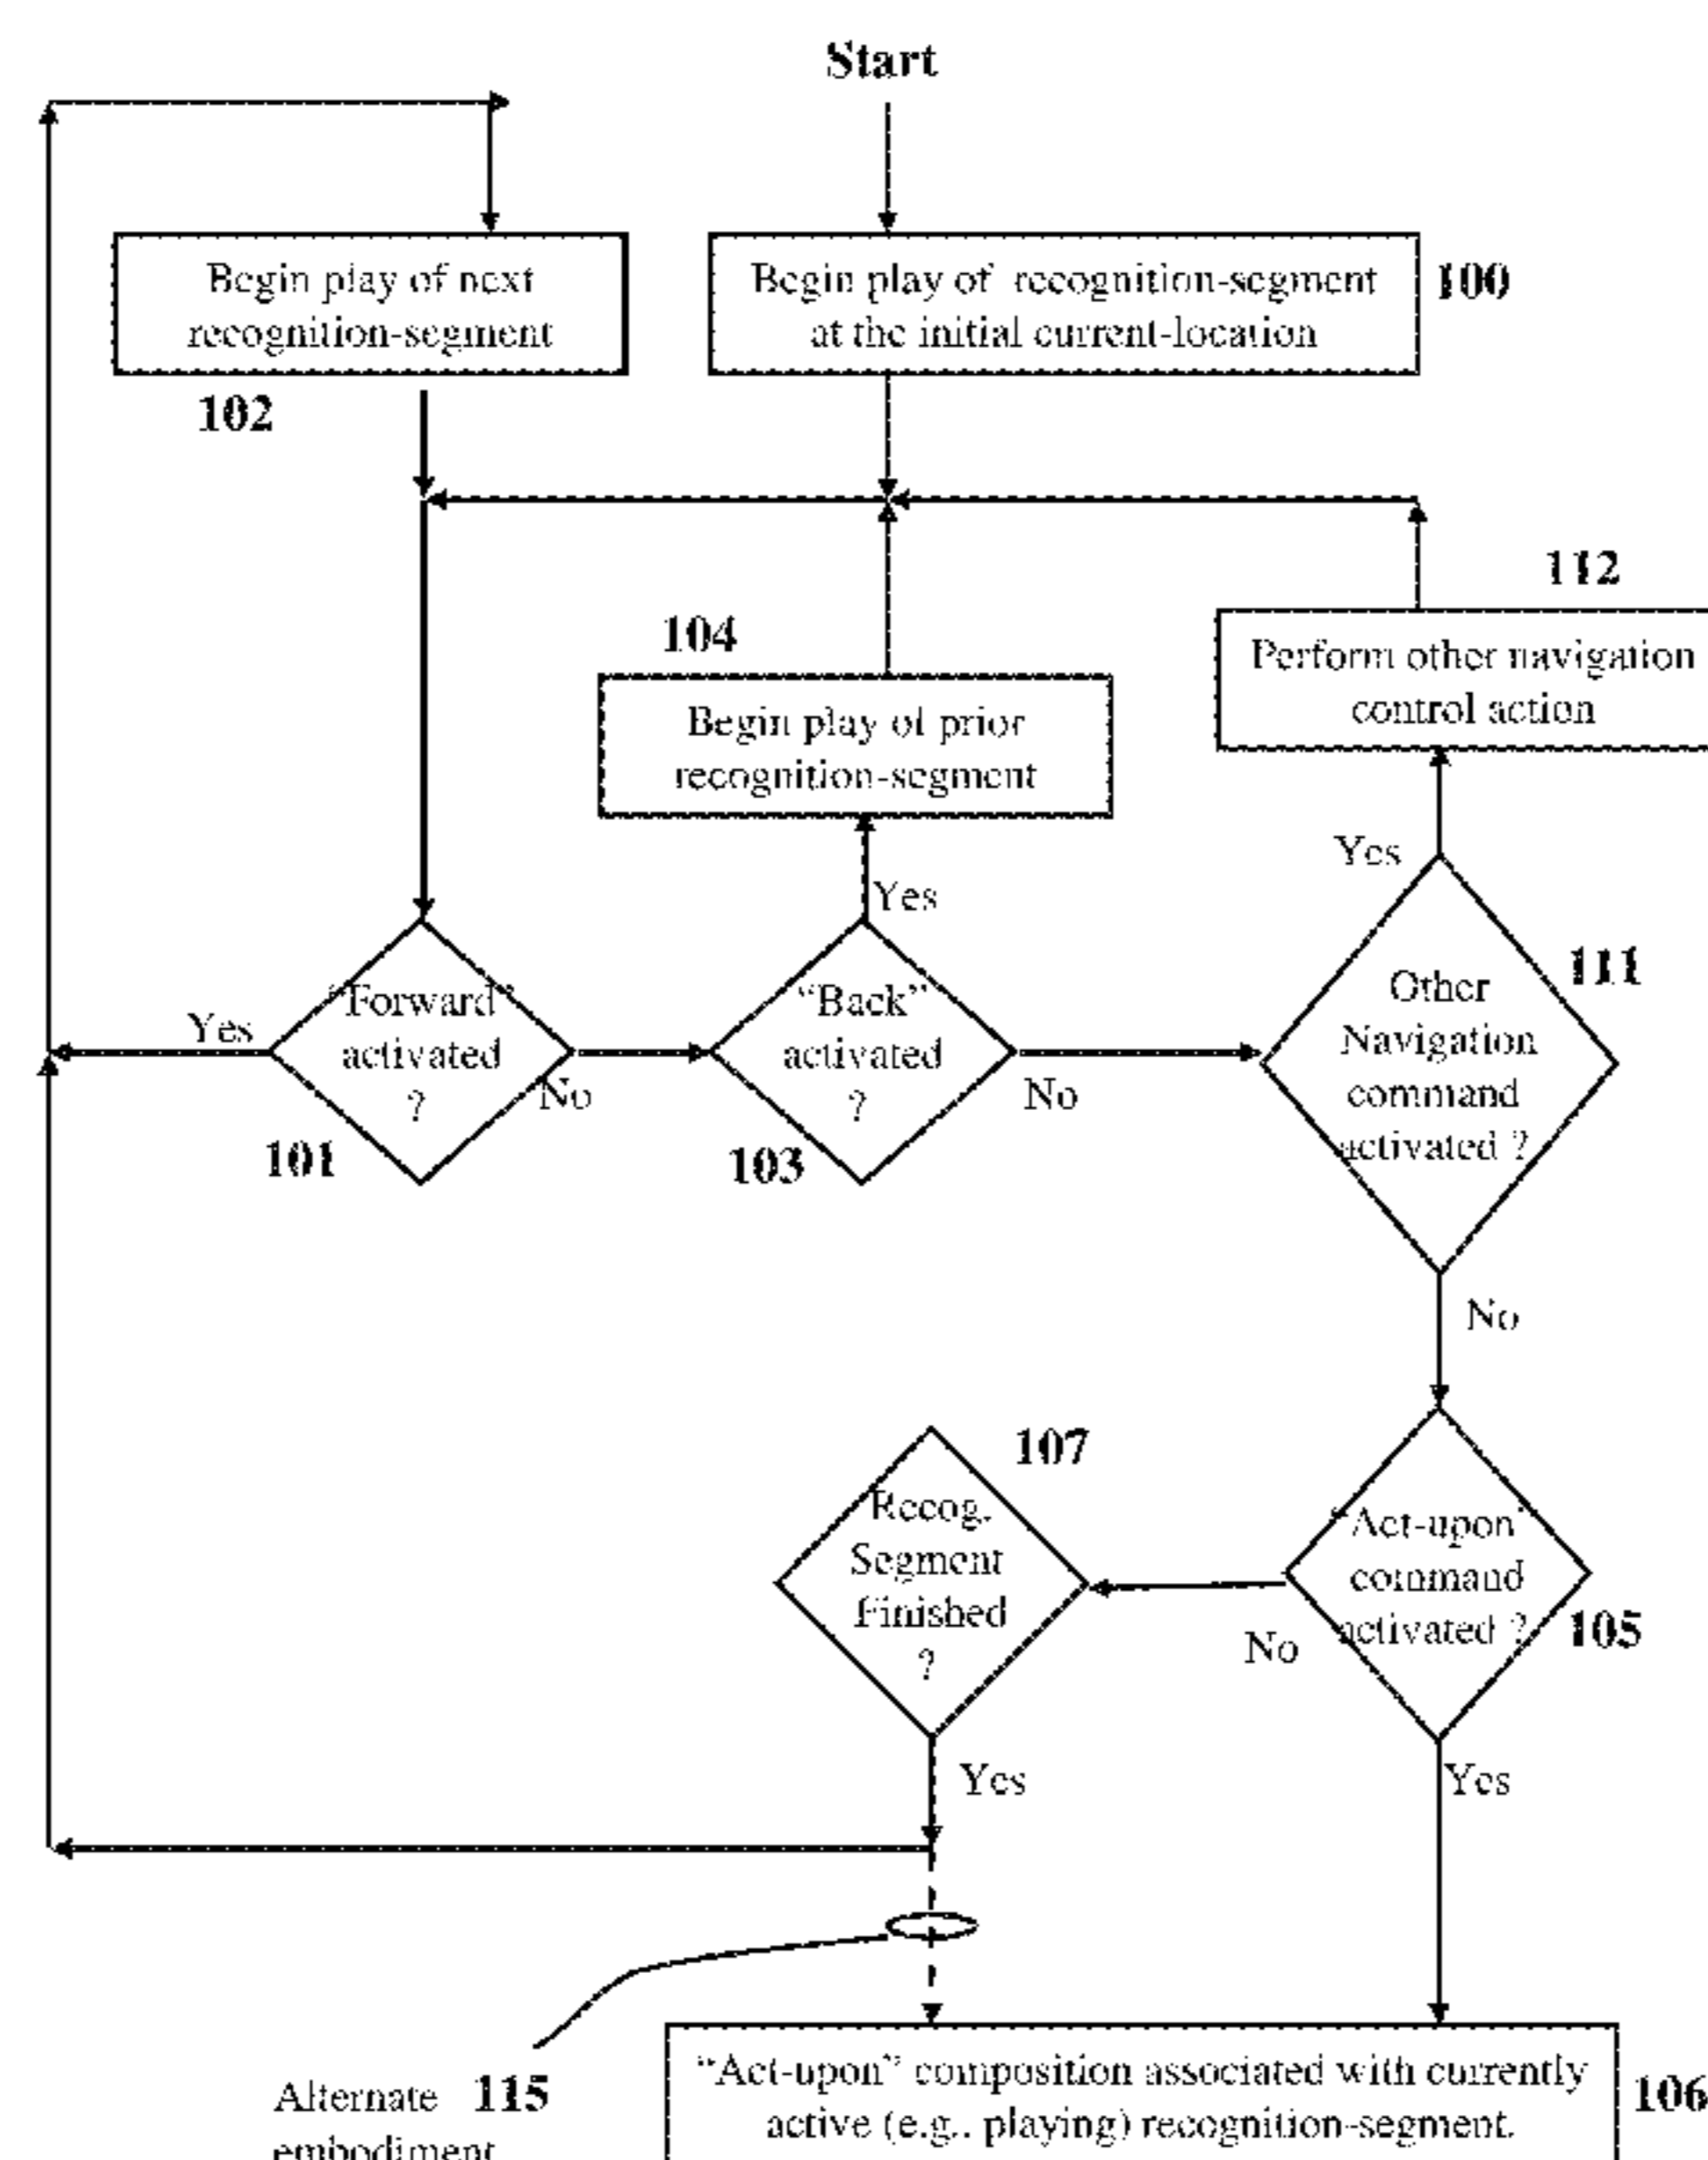 Start
Begin play of next
recognition-segment
102
Begin play of recognition-segment
at the initial current-location
100
112
Perform other navigation
control action
104
Begin play of prior
recognition-segment
Yes
Yes
"Forward"
activated
?
Yes
No
101
"Back"
activated
?
No
103
Other
Navigation
command
activated ?
111
No
107
Recog.
Segment
Finished
?
"Act-upon"
command
activated ?
105
No
Yes
Yes
Alternate 115
embodiment
"Act-upon" composition associated with currently
active (e.g., playing) recognition-segment.
106